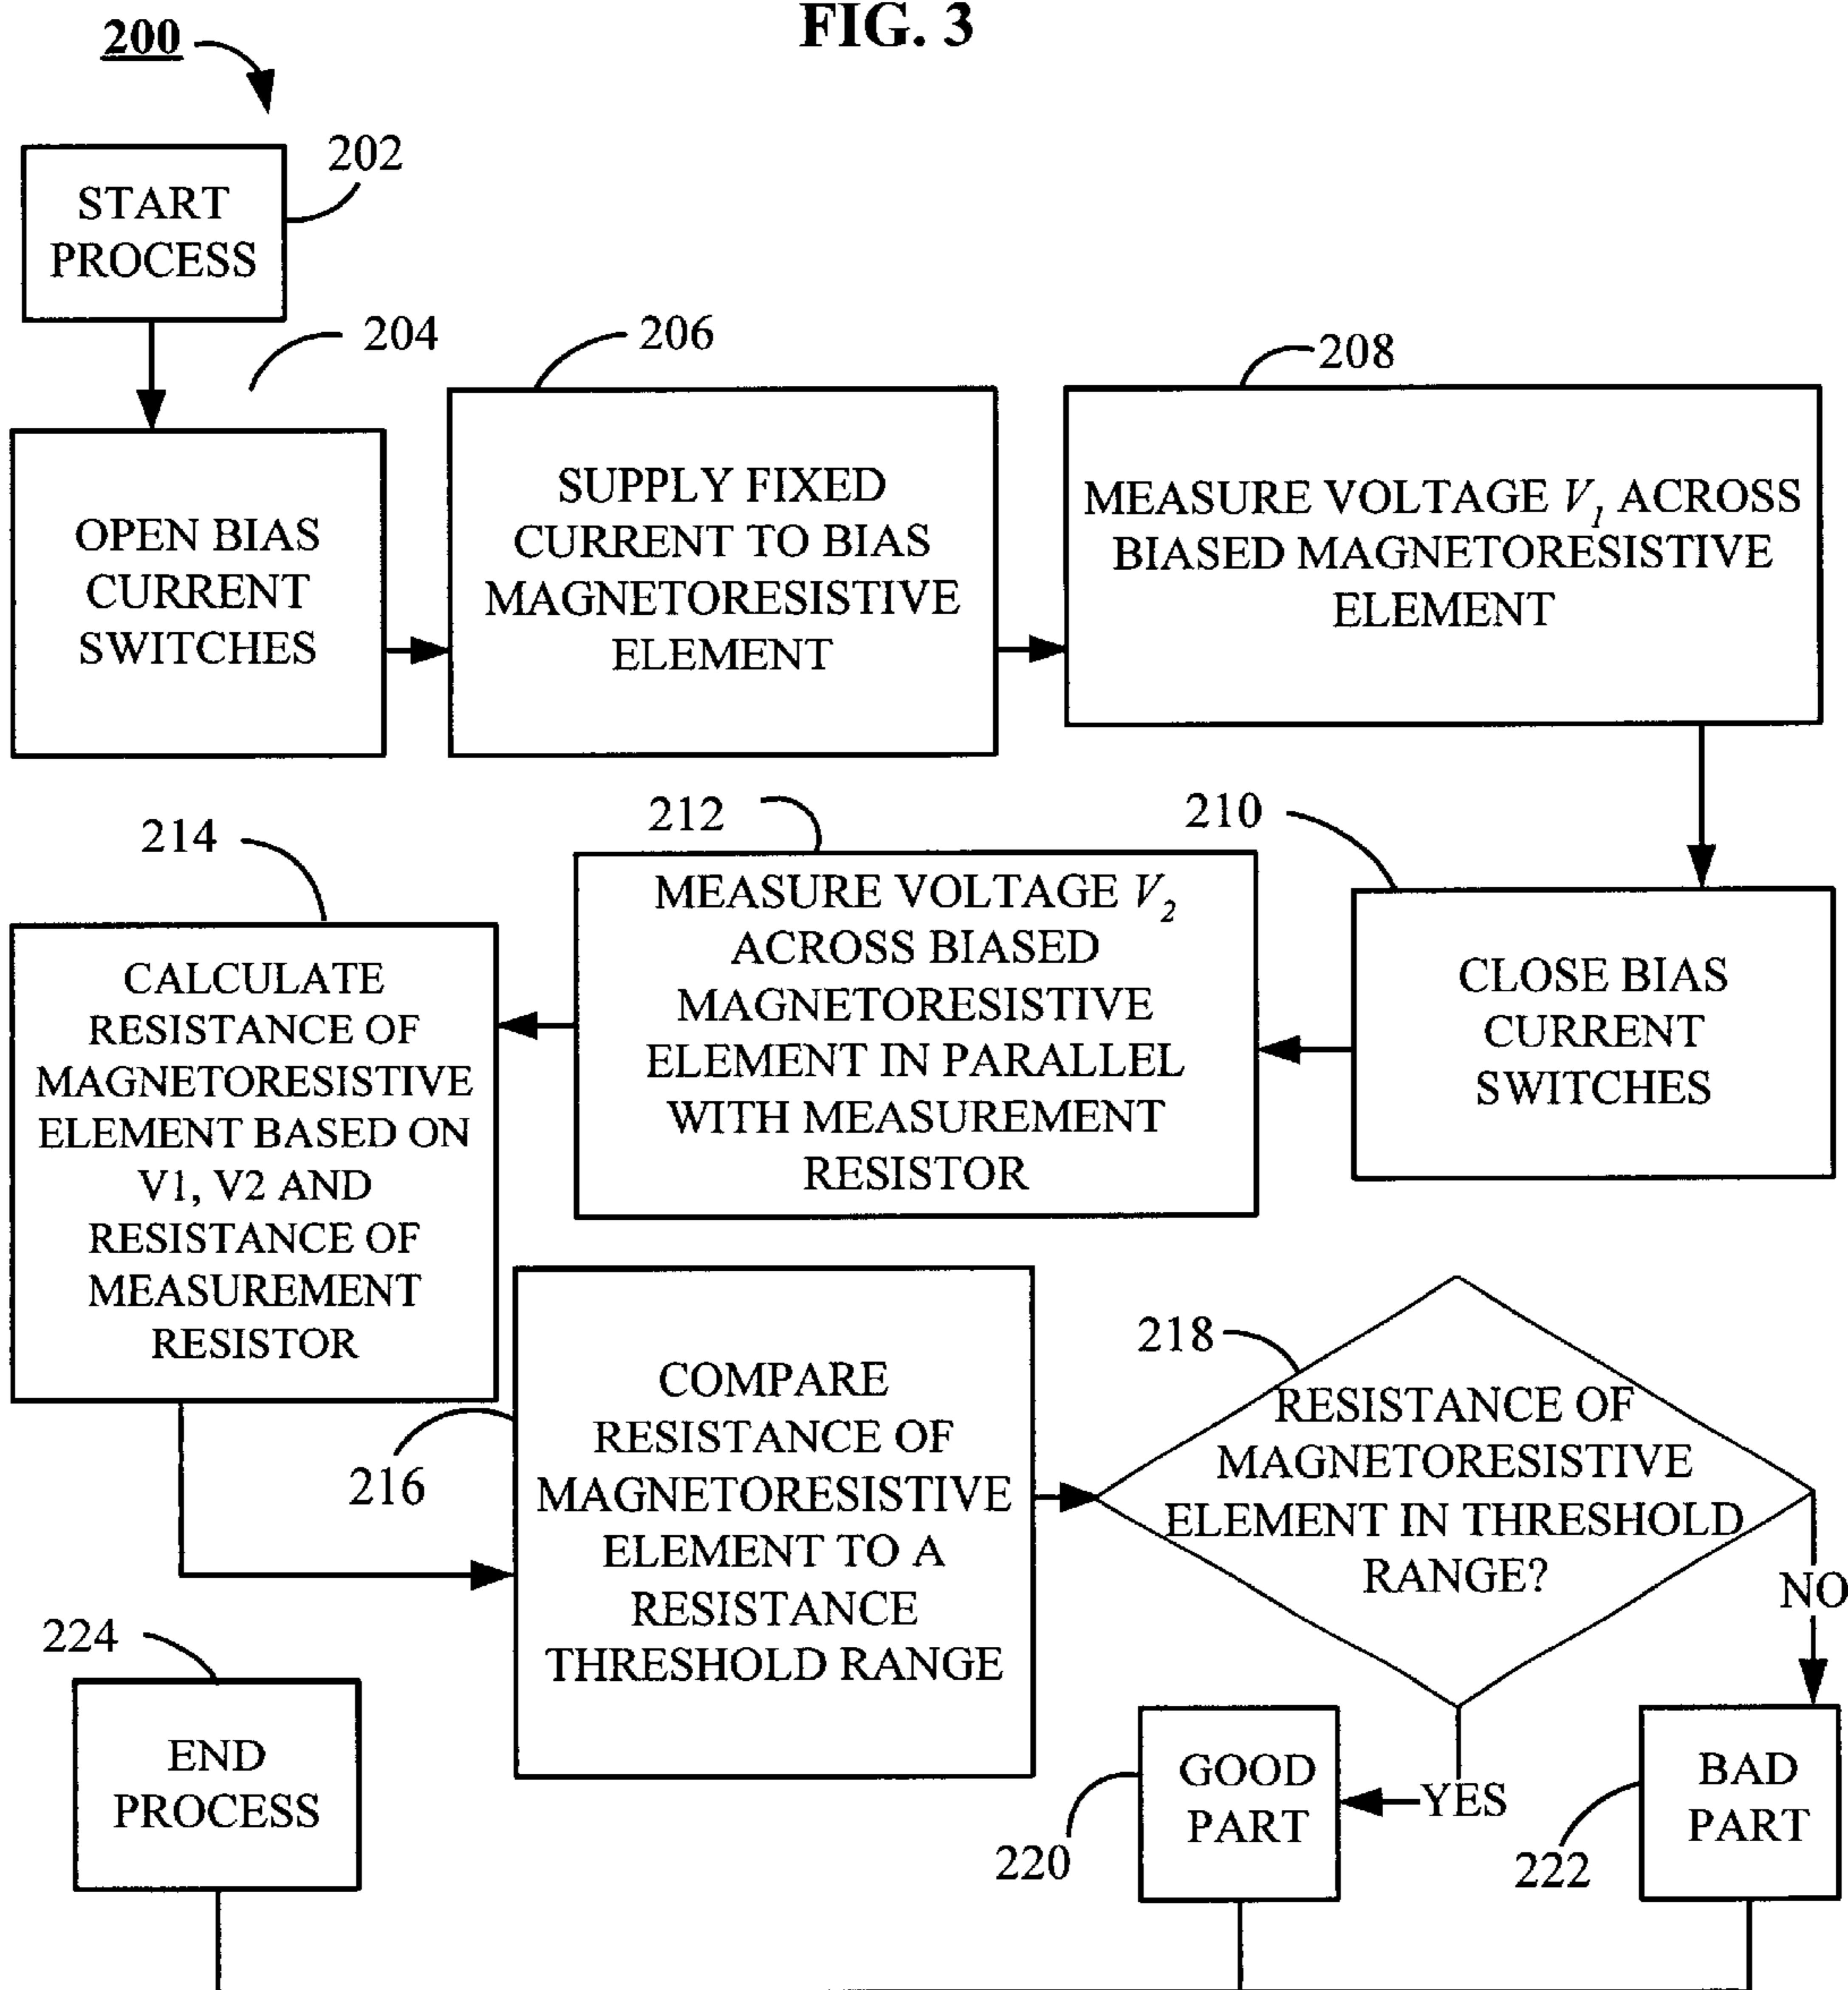 FIG. 3
200
202
START
PROCESS
204
206
208
OPEN BIAS
CURRENT
SWITCHES
SUPPLY FIXED
CURRENT TO BIAS
MAGNETORESISTIVE
ELEMENT
MEASURE VOLTAGE V1 ACROSS
BIASED MAGNETORESISTIVE
ELEMENT
210
CLOSE BIAS
CURRENT
SWITCHES
212
MEASURE VOLTAGE V2
ACROSS BIASED
MAGNETORESISTIVE
ELEMENT IN PARALLEL
WITH MEASUREMENT
RESISTOR
214
CALCULATE
RESISTANCE OF
MAGNETORESISTIVE
ELEMENT BASED ON
V1, V2 AND
RESISTANCE OF
MEASUREMENT
RESISTOR
216
COMPARE
RESISTANCE OF
MAGNETORESISTIVE
ELEMENT TO A
RESISTANCE
THRESHOLD RANGE
218
RESISTANCE OF
MAGNETORESISTIVE
ELEMENT IN THRESHOLD
RANGE?
NO
YES
220
GOOD
PART
222
BAD
PART
224
END
PROCESS